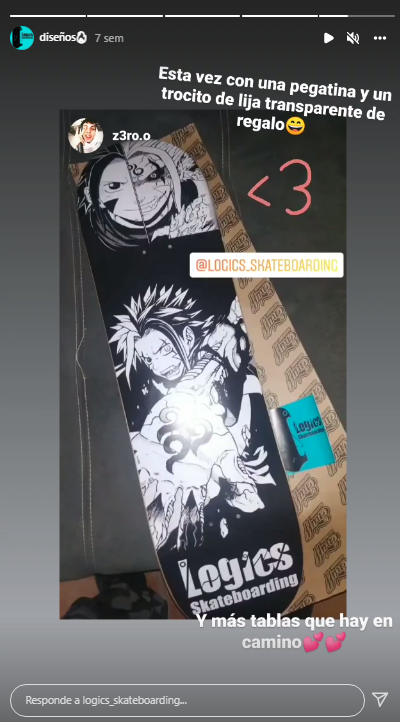 diseños 7 sem
Esta vez con una pegatina y un
trocito de lija transparente de
regalo😄
z3ro.o
<3
@LOGICS_SKATEBOARDING
Logics
Skateboarding
Logics
Skateboarding
Y más tablas que hay en
camino💕💕
Responde a logics_skateboarding...